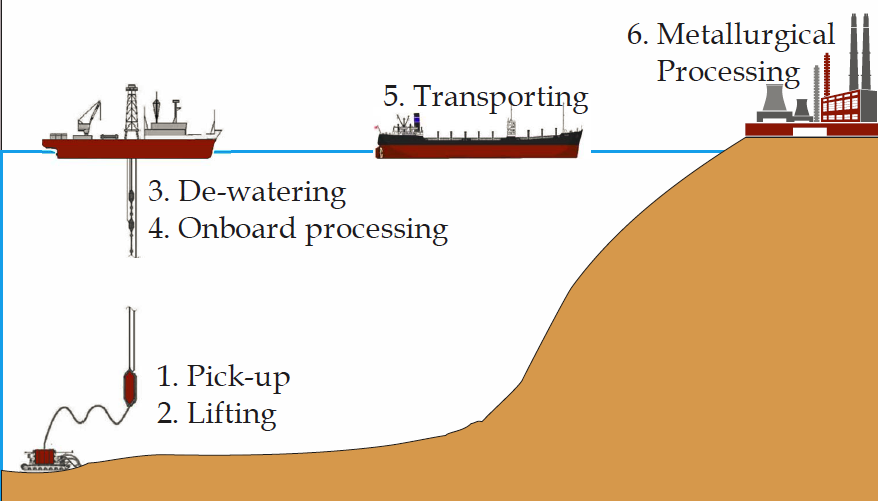 6. Metallurgical
Processing
5. Transporting
3. De-watering
4. Onboard processing
1. Pick-up
2. Lifting